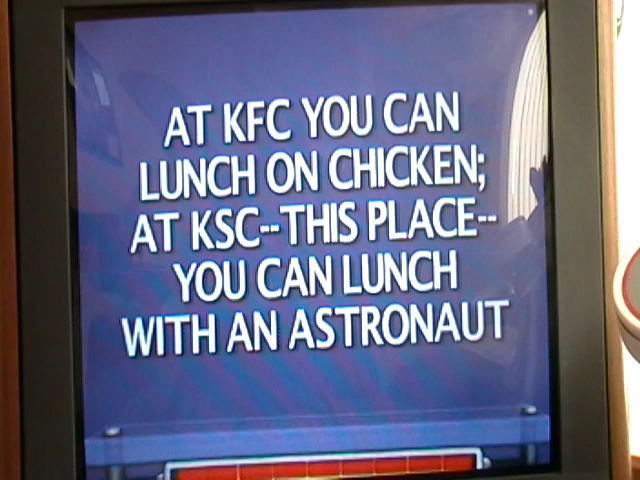 AT KFC YOU CAN
LUNCH ON CHICKEN;
AT KSC--THIS PLACE--
YOU CAN LUNCH
WITH AN ASTRONAUT